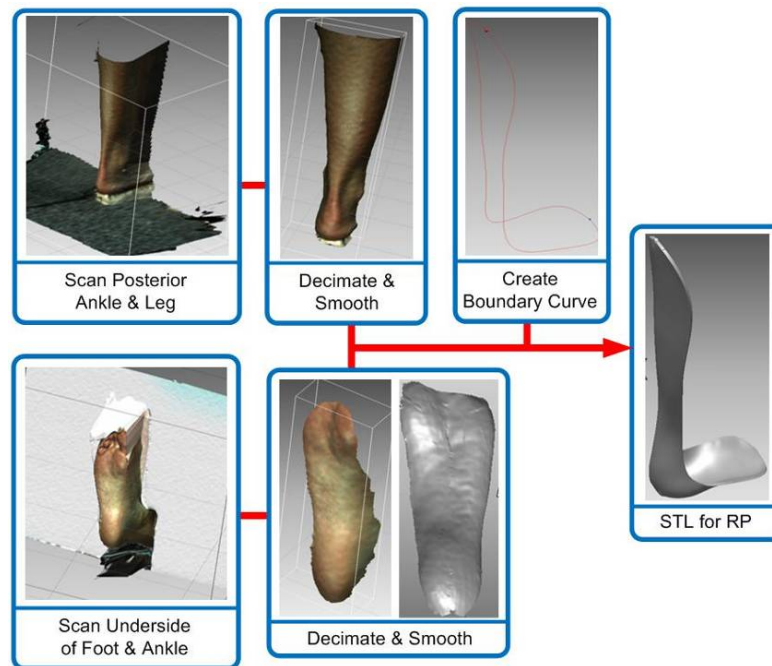 Scan Posterior
Ankle & Leg
Decimate &
Smooth
Create
Boundary Curve
STL for RP
Scan Underside
of Foot & Ankle
Decimate & Smooth